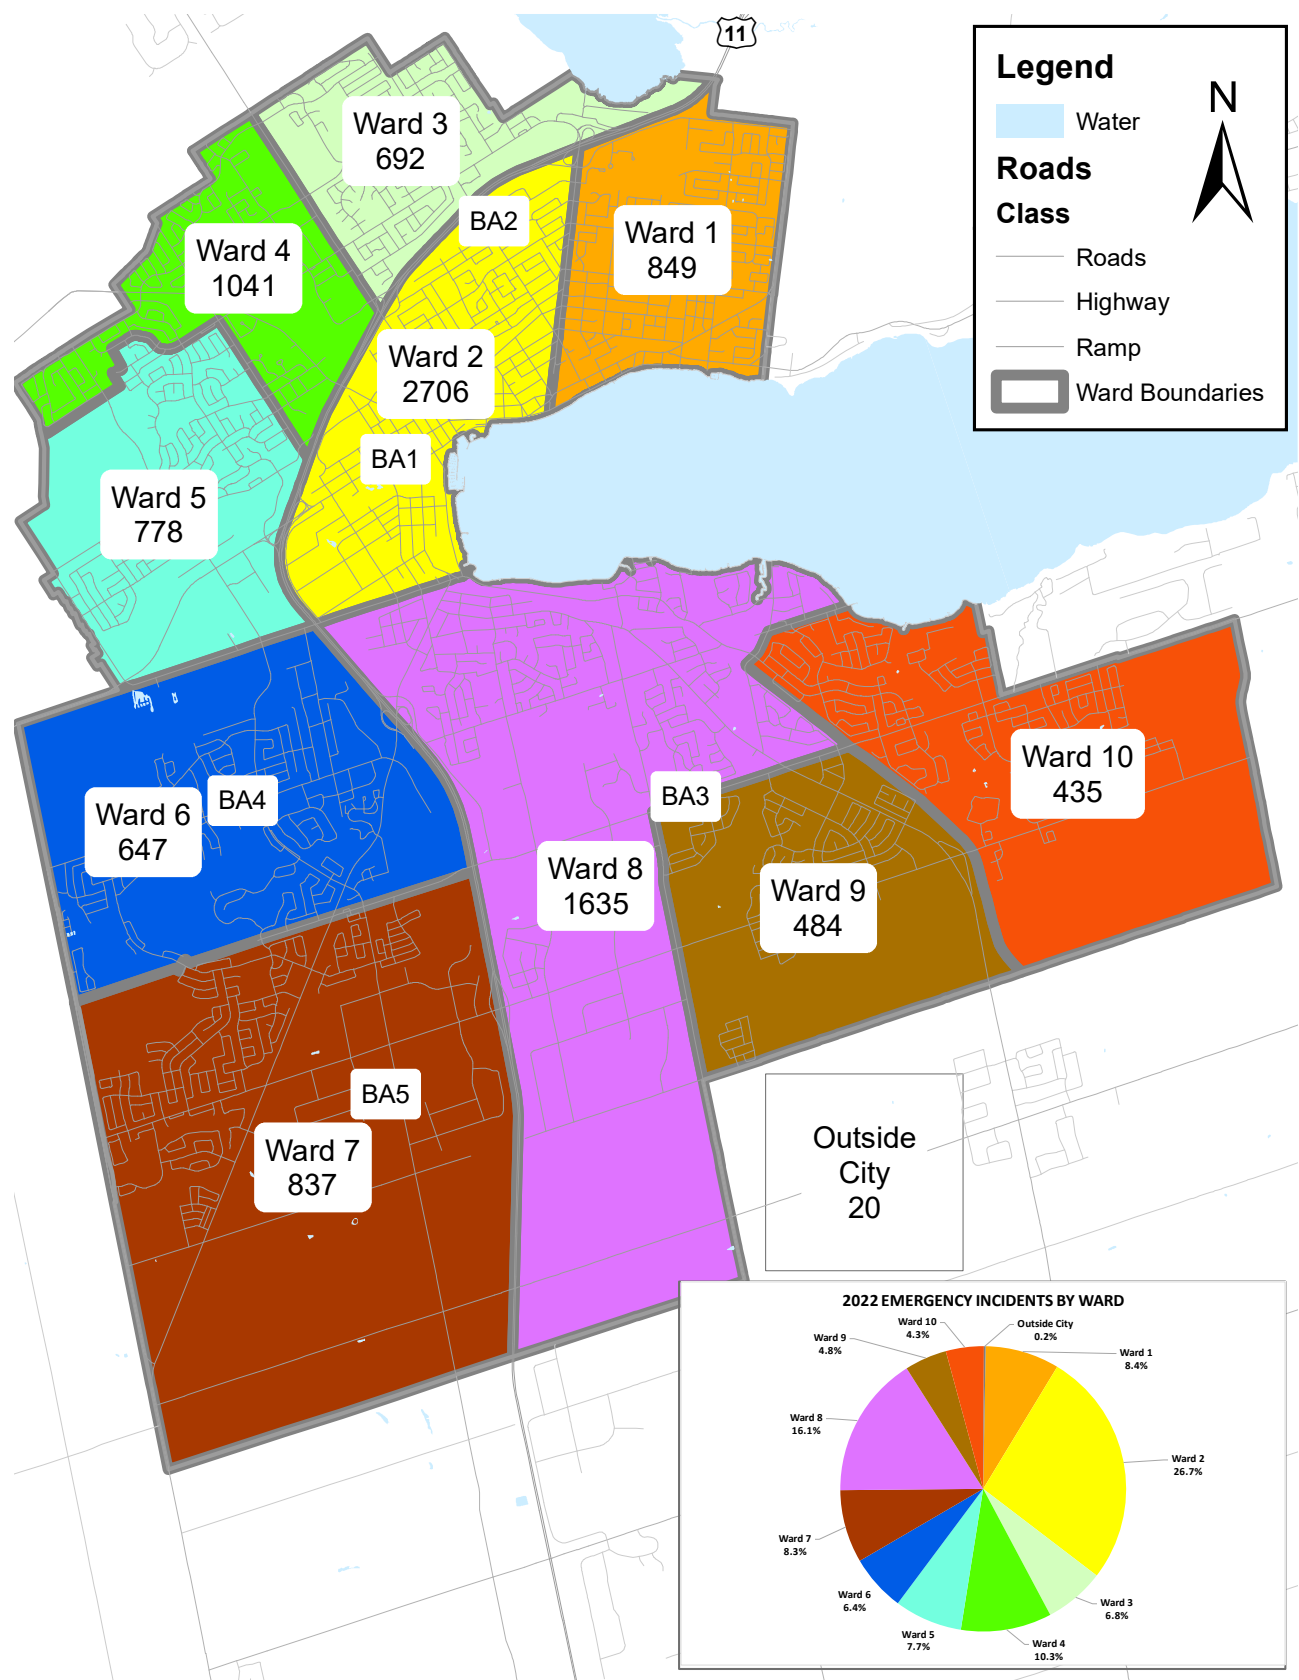 11
Legend
N
Water
Roads
Class
Roads
Highway
Ramp
Ward Boundaries
Ward 3
692
BA2
Ward 1
849
Ward 4
1041
Ward 2
2706
BA1
Ward 5
778
Ward 10
435
BA3
BA4
Ward 6
647
Ward 8
1635
Ward 9
484
BA5
Ward 7
837
Outside
City
20
2022 EMERGENCY INCIDENTS BY WARD
Outside City
0.2%
Ward 1
8.4%
Ward 2
26.7%
Ward 3
6.8%
Ward 4
10.3%
Ward 5
7.7%
Ward 6
6.4%
Ward 7
8.3%
Ward 8
16.1%
Ward 9
4.8%
Ward 10
4.3%